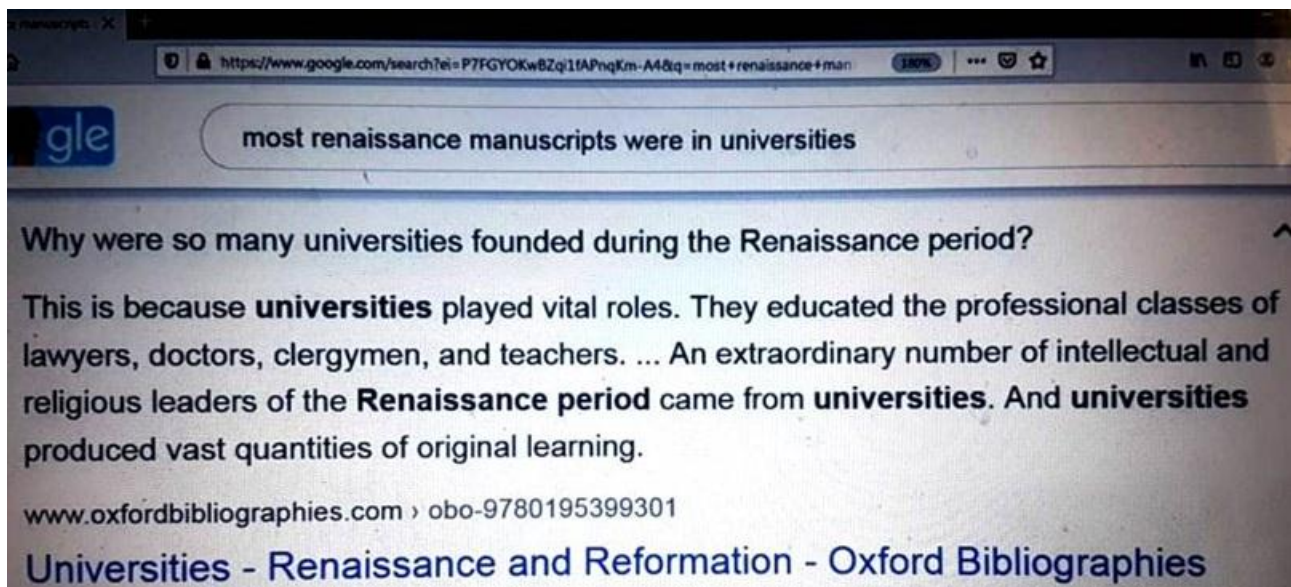 https://www.google.com/search?ei=P7FGYOKwBZqi1fAPnqKm-A4&q=most+renaissance+man
180%
gle
most renaissance manuscripts were in universities
Why were so many universities founded during the Renaissance period?
This is because universities played vital roles. They educated the professional classes of
lawyers, doctors, clergymen, and teachers. ... An extraordinary number of intellectual and
religious leaders of the Renaissance period came from universities. And universities
produced vast quantities of original learning.
www.oxfordbibliographies.com › obo-9780195399301
Universities - Renaissance and Reformation - Oxford Bibliographies